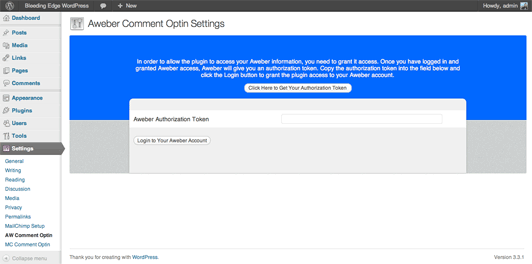 Bleeding Edge WordPress
+ New
Howdy, admin
Dashboard
Posts
Media
Links
Pages
Comments
Appearance
Plugins
Users
Tools
Settings
General
Writing
Reading
Discussion
Media
Privacy
Permalinks
MailChimp Setup
AW Comment Optin
MC Comment Optin
Collapse menu
Aweber Comment Optin Settings
In order to allow the plugin to access your Aweber information, you need to grant it access. Once you have logged in and
granted Aweber access, Aweber will give you an authorization token. Copy the authorization token into the field below and
click the Login button to grant the plugin access to your Aweber account.
Click Here to Get Your Authorization Token
Aweber Authorization Token
Login to Your Aweber Account
Thank you for creating with WordPress.
Version 3.3.1